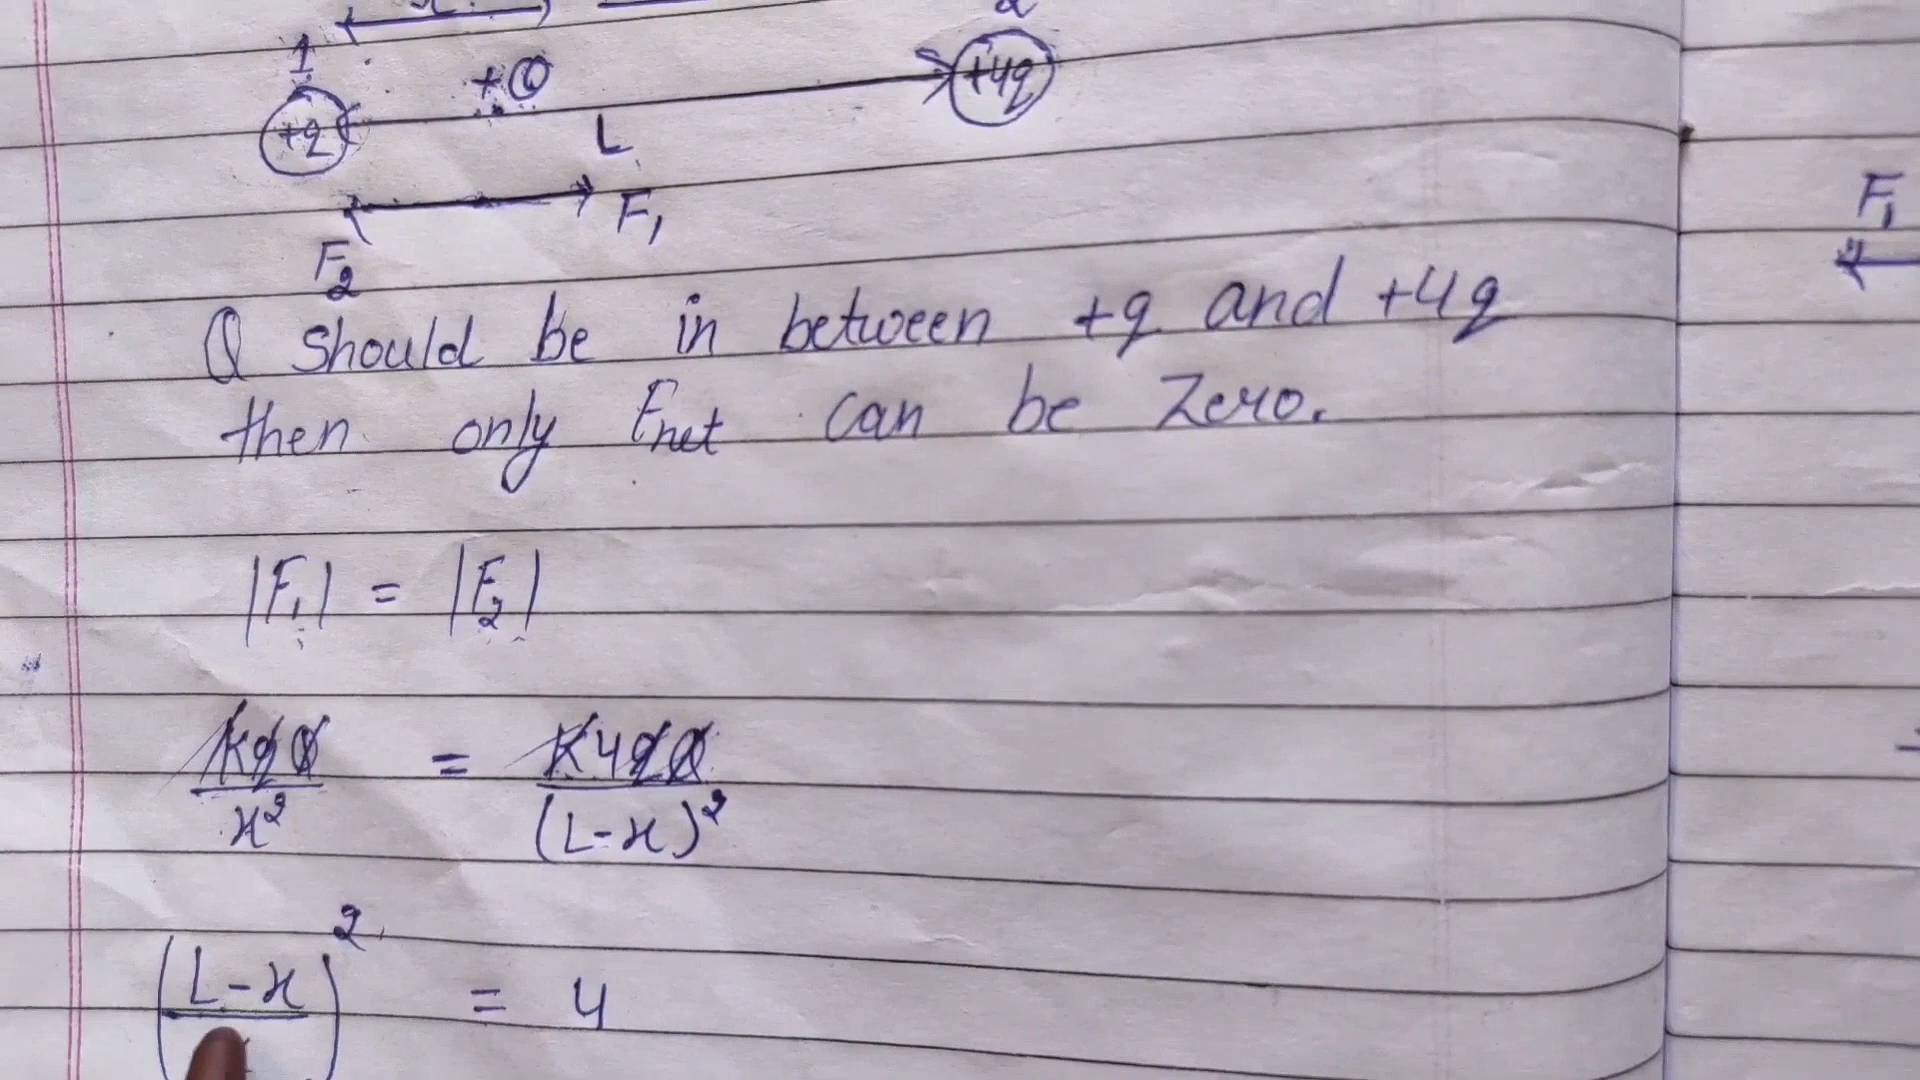 1
+Q
+q
+4q
L
F₁
F₂
F₁
Q should be in between +q and +4q
then only Fnet can be zero.
|F₁| = |F₂|
KqQ/x² = K4qQ/(L-x)²
(L-x)² = 4